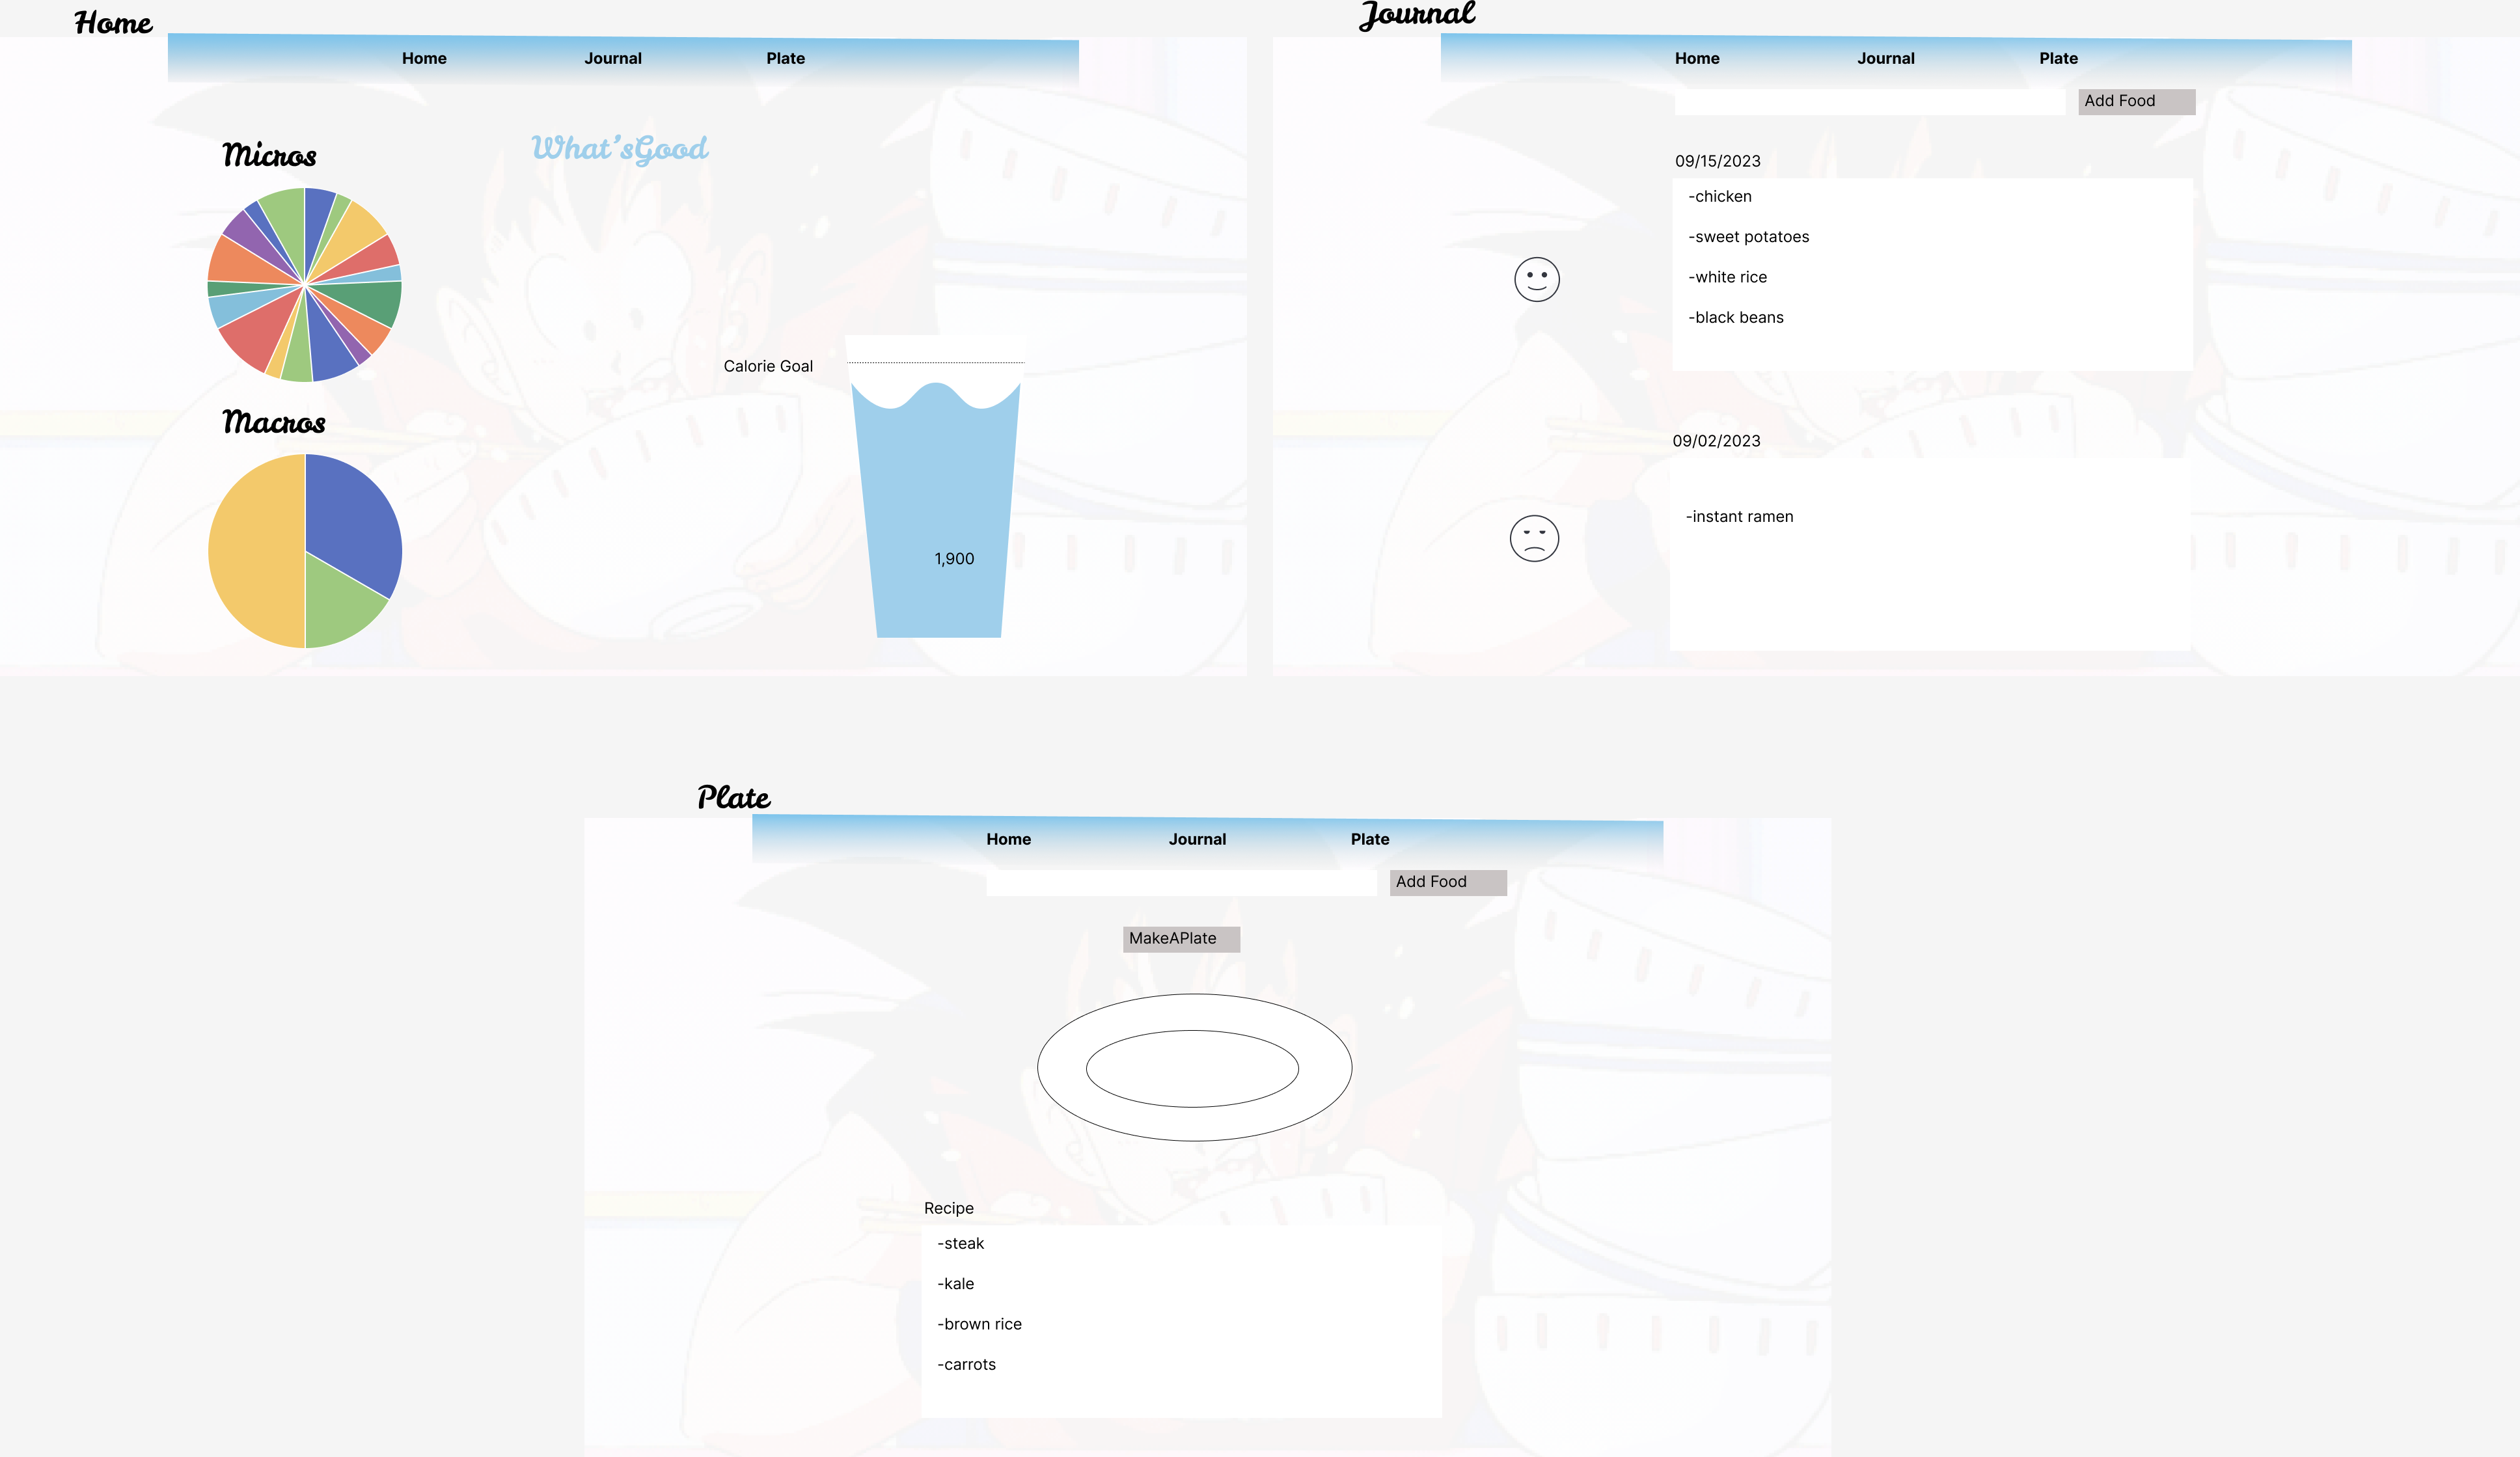 Home
Home Journal Plate
What'sGood
Micros
Calorie Goal
Macros
1,900
Journal
Home Journal Plate
Add Food
09/15/2023
-chicken
-sweet potatoes
-white rice
-black beans
09/02/2023
-instant ramen
Plate
Home Journal Plate
Add Food
MakeAPlate
Recipe
-steak
-kale
-brown rice
-carrots